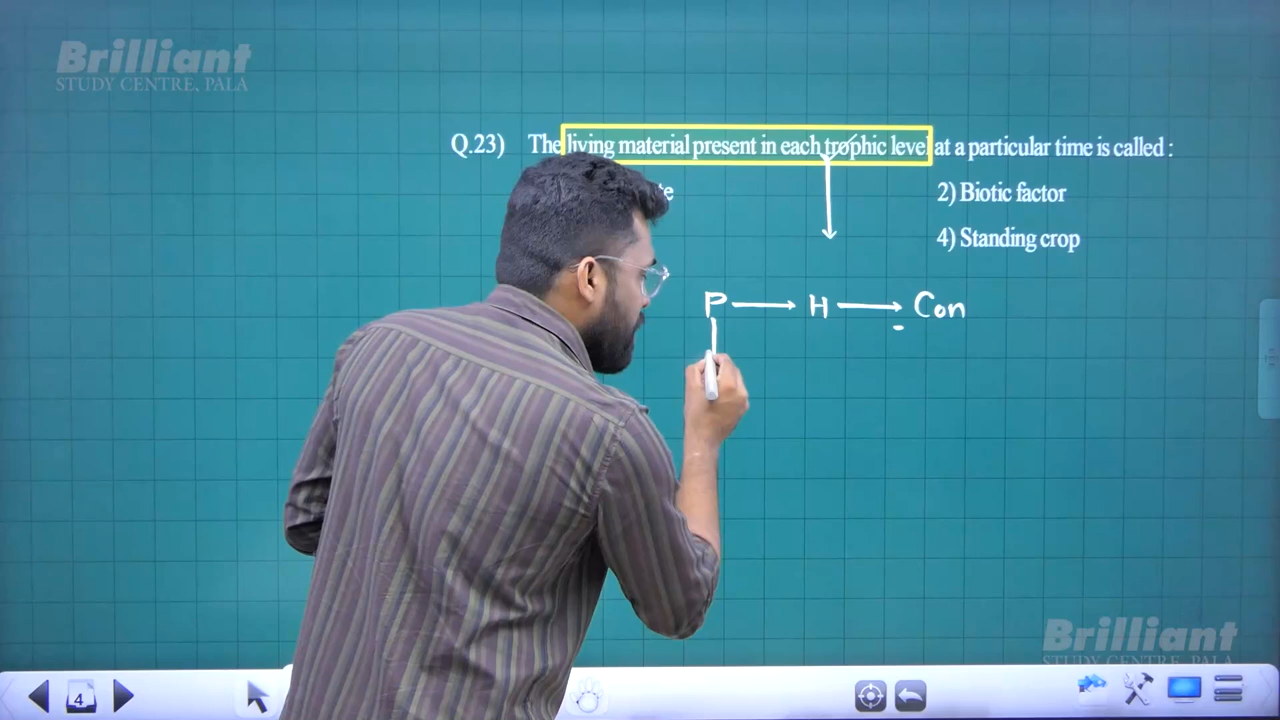 Brilliant
STUDY CENTRE, PALA
Q.23) The living material present in each trophic level at a particular time is called :
2) Biotic factor
4) Standing crop
P → H → Con
4
Brilliant
STUDY CENTRE, PALA